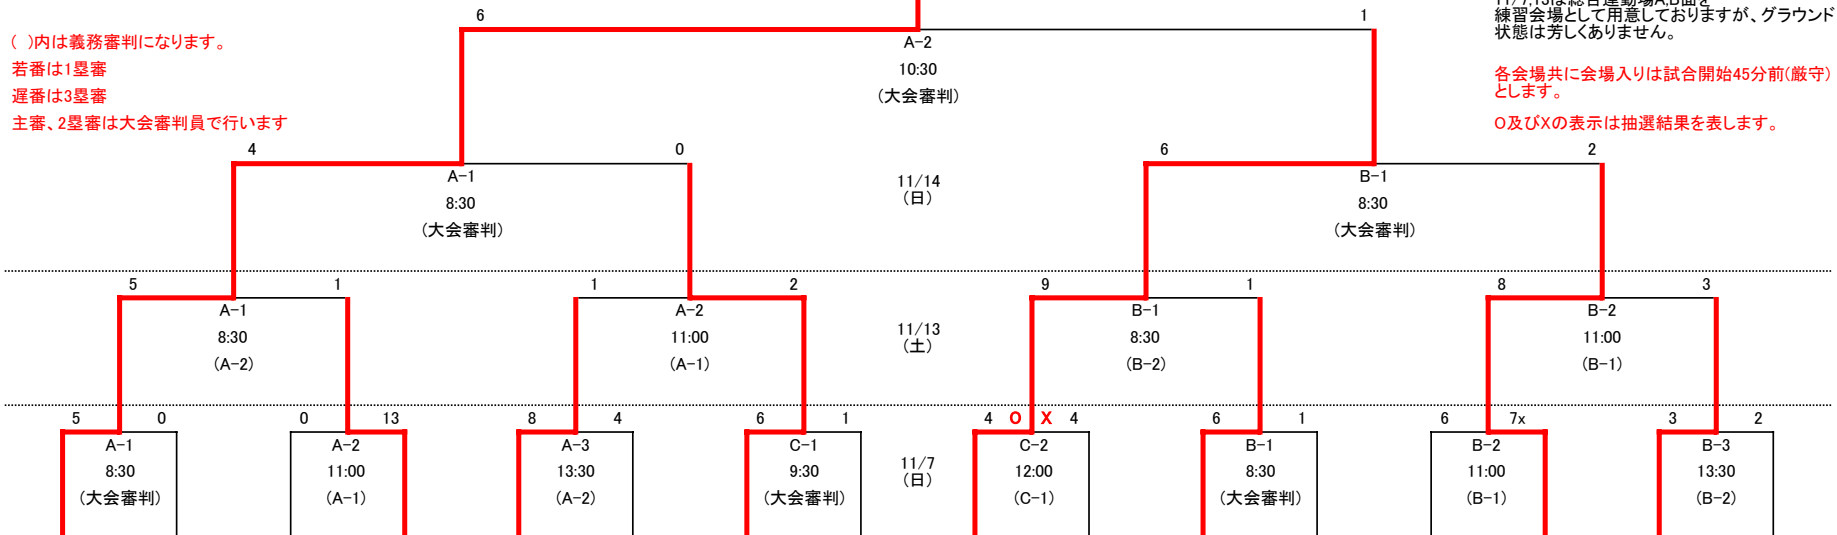 6 1
練習会場として用意しておりますが、グラウンド
状態は芳しくありません。
( )内は義務審判になります。
若番は1塁審
遅番は3塁審
主審、2塁審は大会審判員で行います
A-2
10:30
(大会審判)
各会場共に会場入りは試合開始45分前(厳守)
とします。
O及びXの表示は抽選結果を表します。
4 0 6 2
A-1 B-1
8:30 8:30
(大会審判) (大会審判)
11/14
(日)
5 1 1 2 9 1 8 3
A-1 A-2 B-1 B-2
8:30 11:00 8:30 11:00
(A-2) (A-1) (B-2) (B-1)
11/13
(土)
5 0 0 13 8 4 6 1 4 O X 4 6 1 6 7x 3 2
A-1 A-2 A-3 C-1 C-2 B-1 B-2 B-3
8:30 11:00 13:30 9:30 12:00 8:30 11:00 13:30
(大会審判) (A-1) (A-2) (大会審判) (C-1) (大会審判) (B-1) (B-2)
11/7
(日)